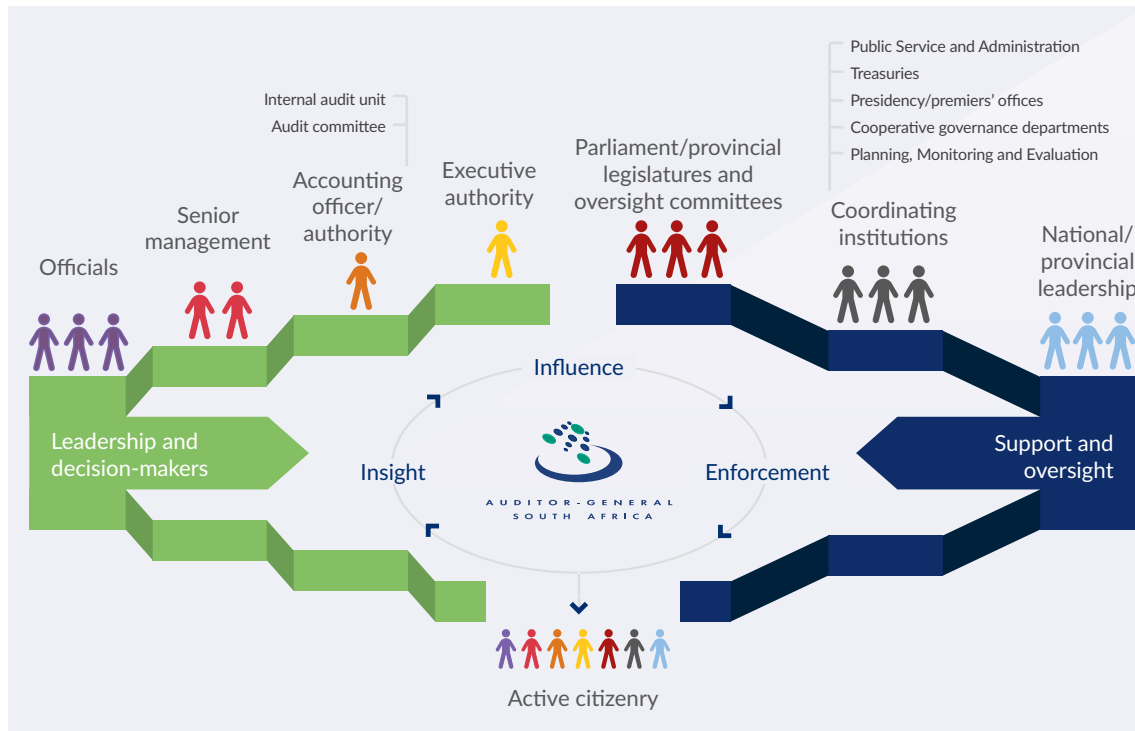 Public Service and Administration
Treasuries
Presidency/premiers' offices
Cooperative governance departments
Planning, Monitoring and Evaluation
Internal audit unit
Audit committee
Officials
Senior
management
Accounting
officer/
authority
Executive
authority
Parliament/provincial
legislatures and
oversight committees
Coordinating
institutions
National/
provincial
leadership
Influence
Leadership and
decision-makers
Insight
Enforcement
Support and
oversight
AUDITOR-GENERAL
SOUTH AFRICA
Active citizenry